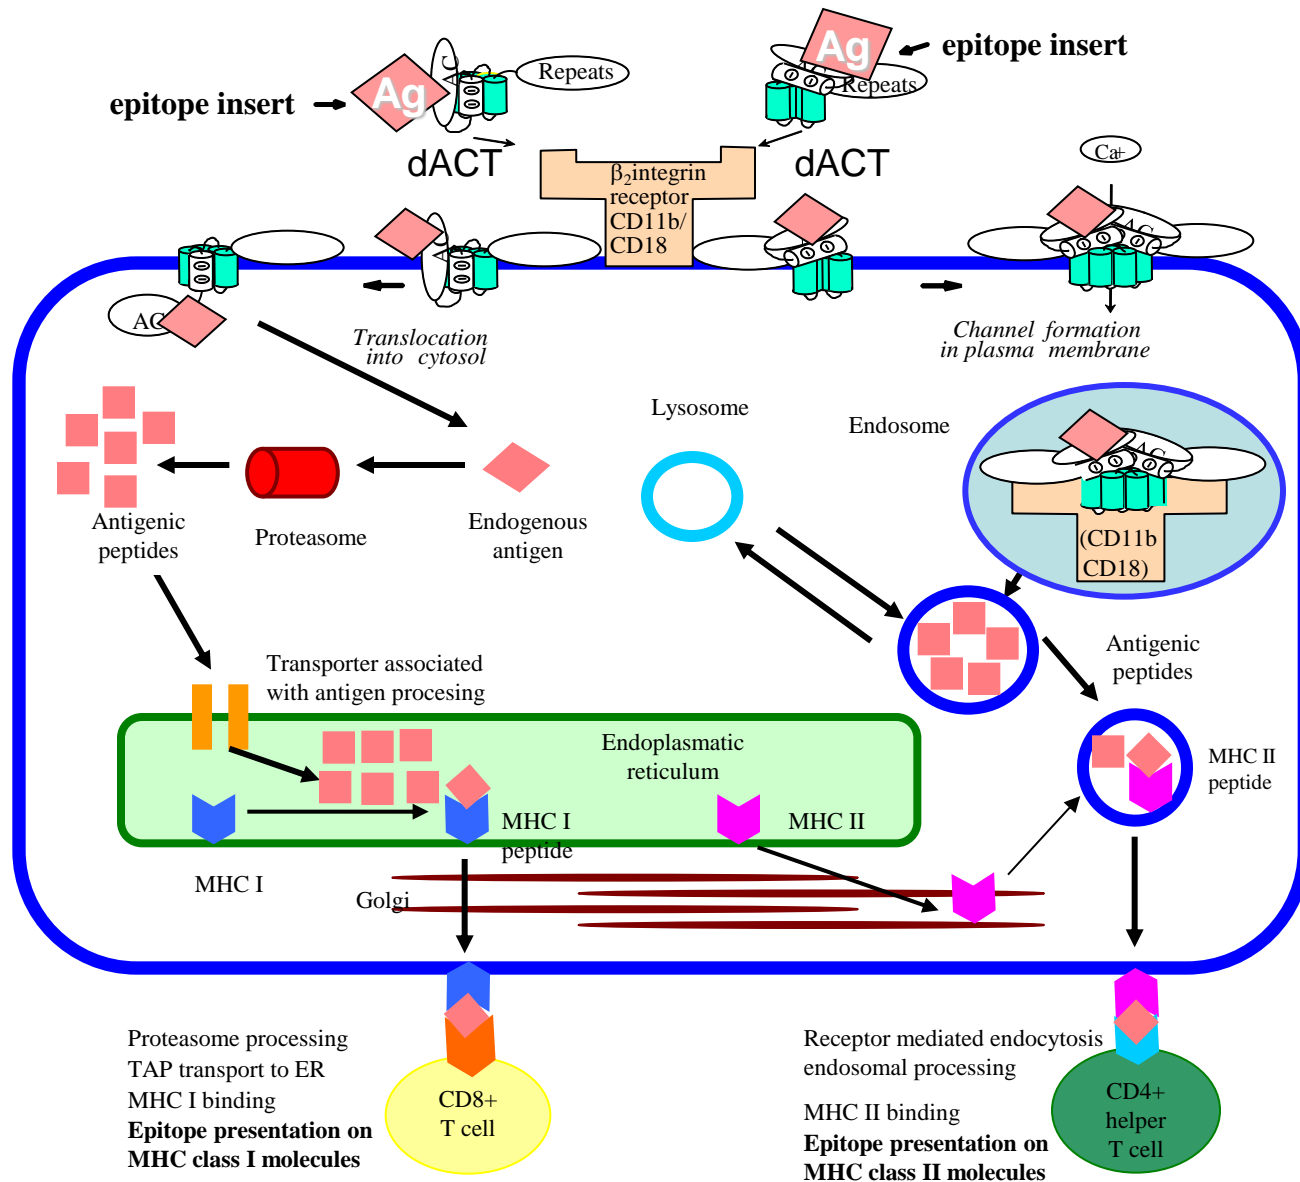 epitope insert
Ag
AC
Repeats
dACT
Ag
Repeats
epitope insert
dACT
β2integrin
receptor
CD11b/
CD18
Ca+
AC
Translocation
into cytosol
Channel formation
in plasma membrane
Lysosome
Endosome
AC
(CD11b
CD18)
Antigenic
peptides
Proteasome
Endogenous
antigen
Transporter associated
with antigen procesing
Antigenic
peptides
Endoplasmatic
reticulum
MHC II
peptide
MHC I
peptide
MHC II
MHC I
Golgi
Proteasome processing
TAP transport to ER
MHC I binding
Epitope presentation on
MHC class I molecules
CD8+
T cell
Receptor mediated endocytosis
endosomal processing
MHC II binding
Epitope presentation on
MHC class II molecules
CD4+
helper
T cell